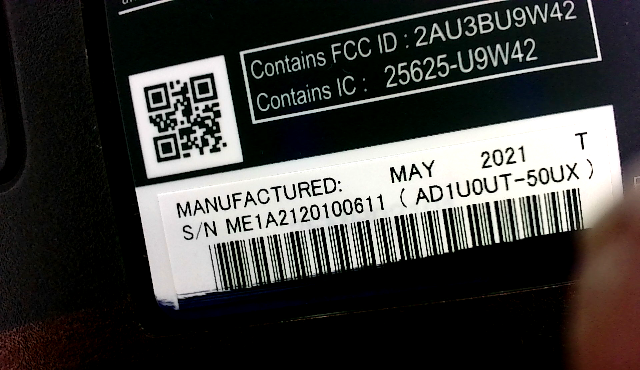 Contains FCC ID : 2AU3BU9W42
Contains IC : 25625-U9W42
MANUFACTURED: MAY 2021 T
S/N ME1A2120100611 ( AD1U0UT-50UX )